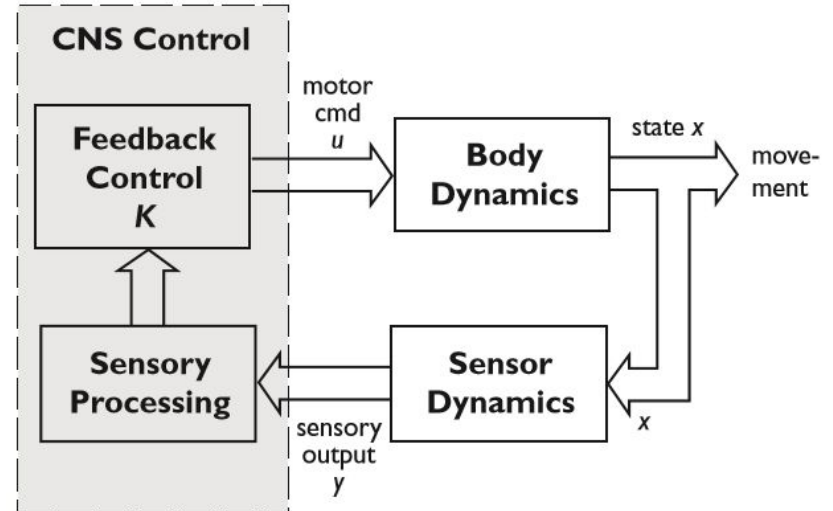 CNS Control
Feedback
Control
K
motor
cmd
u
Body
Dynamics
state x
move-
ment
Sensory
Processing
sensory
output
y
Sensor
Dynamics
x